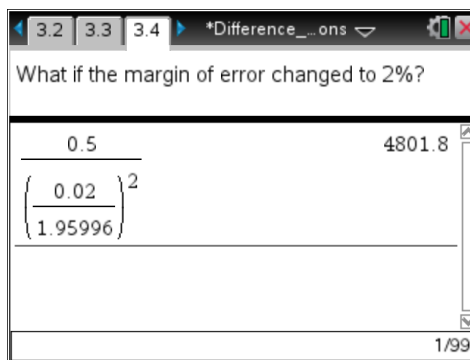 3.2 3.3 3.4 *Difference_...ons
What if the margin of error changed to 2%?
0.5
4801.8
(0.02
1.95996)2
1/99